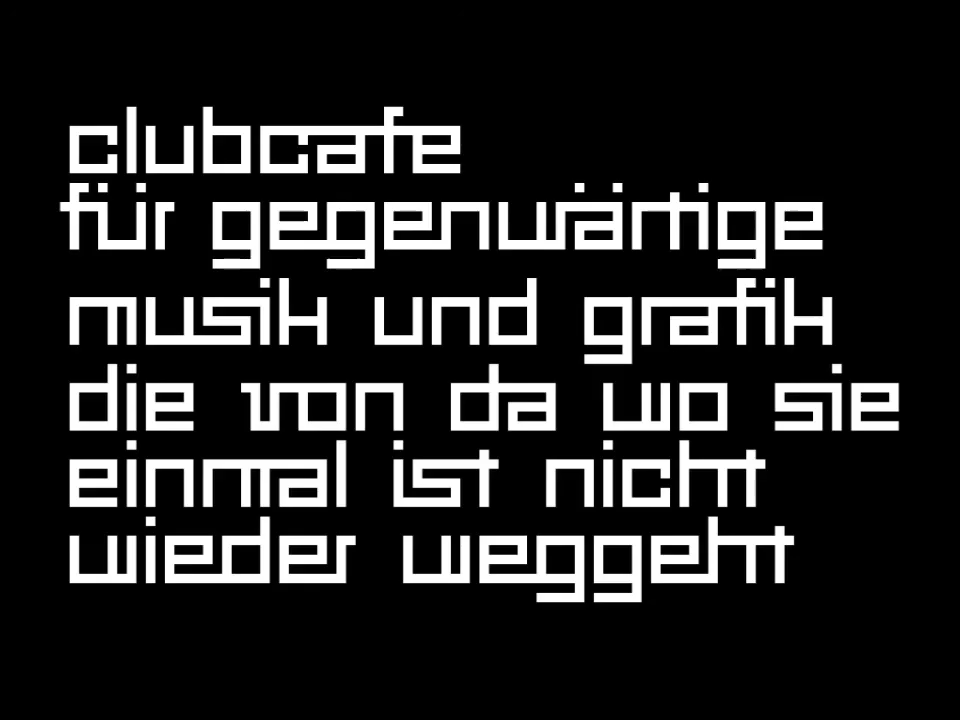 clubcafe
für gegenwärtige
musik und grafik
die von da wo sie
einmal ist nicht
wieder weggeht